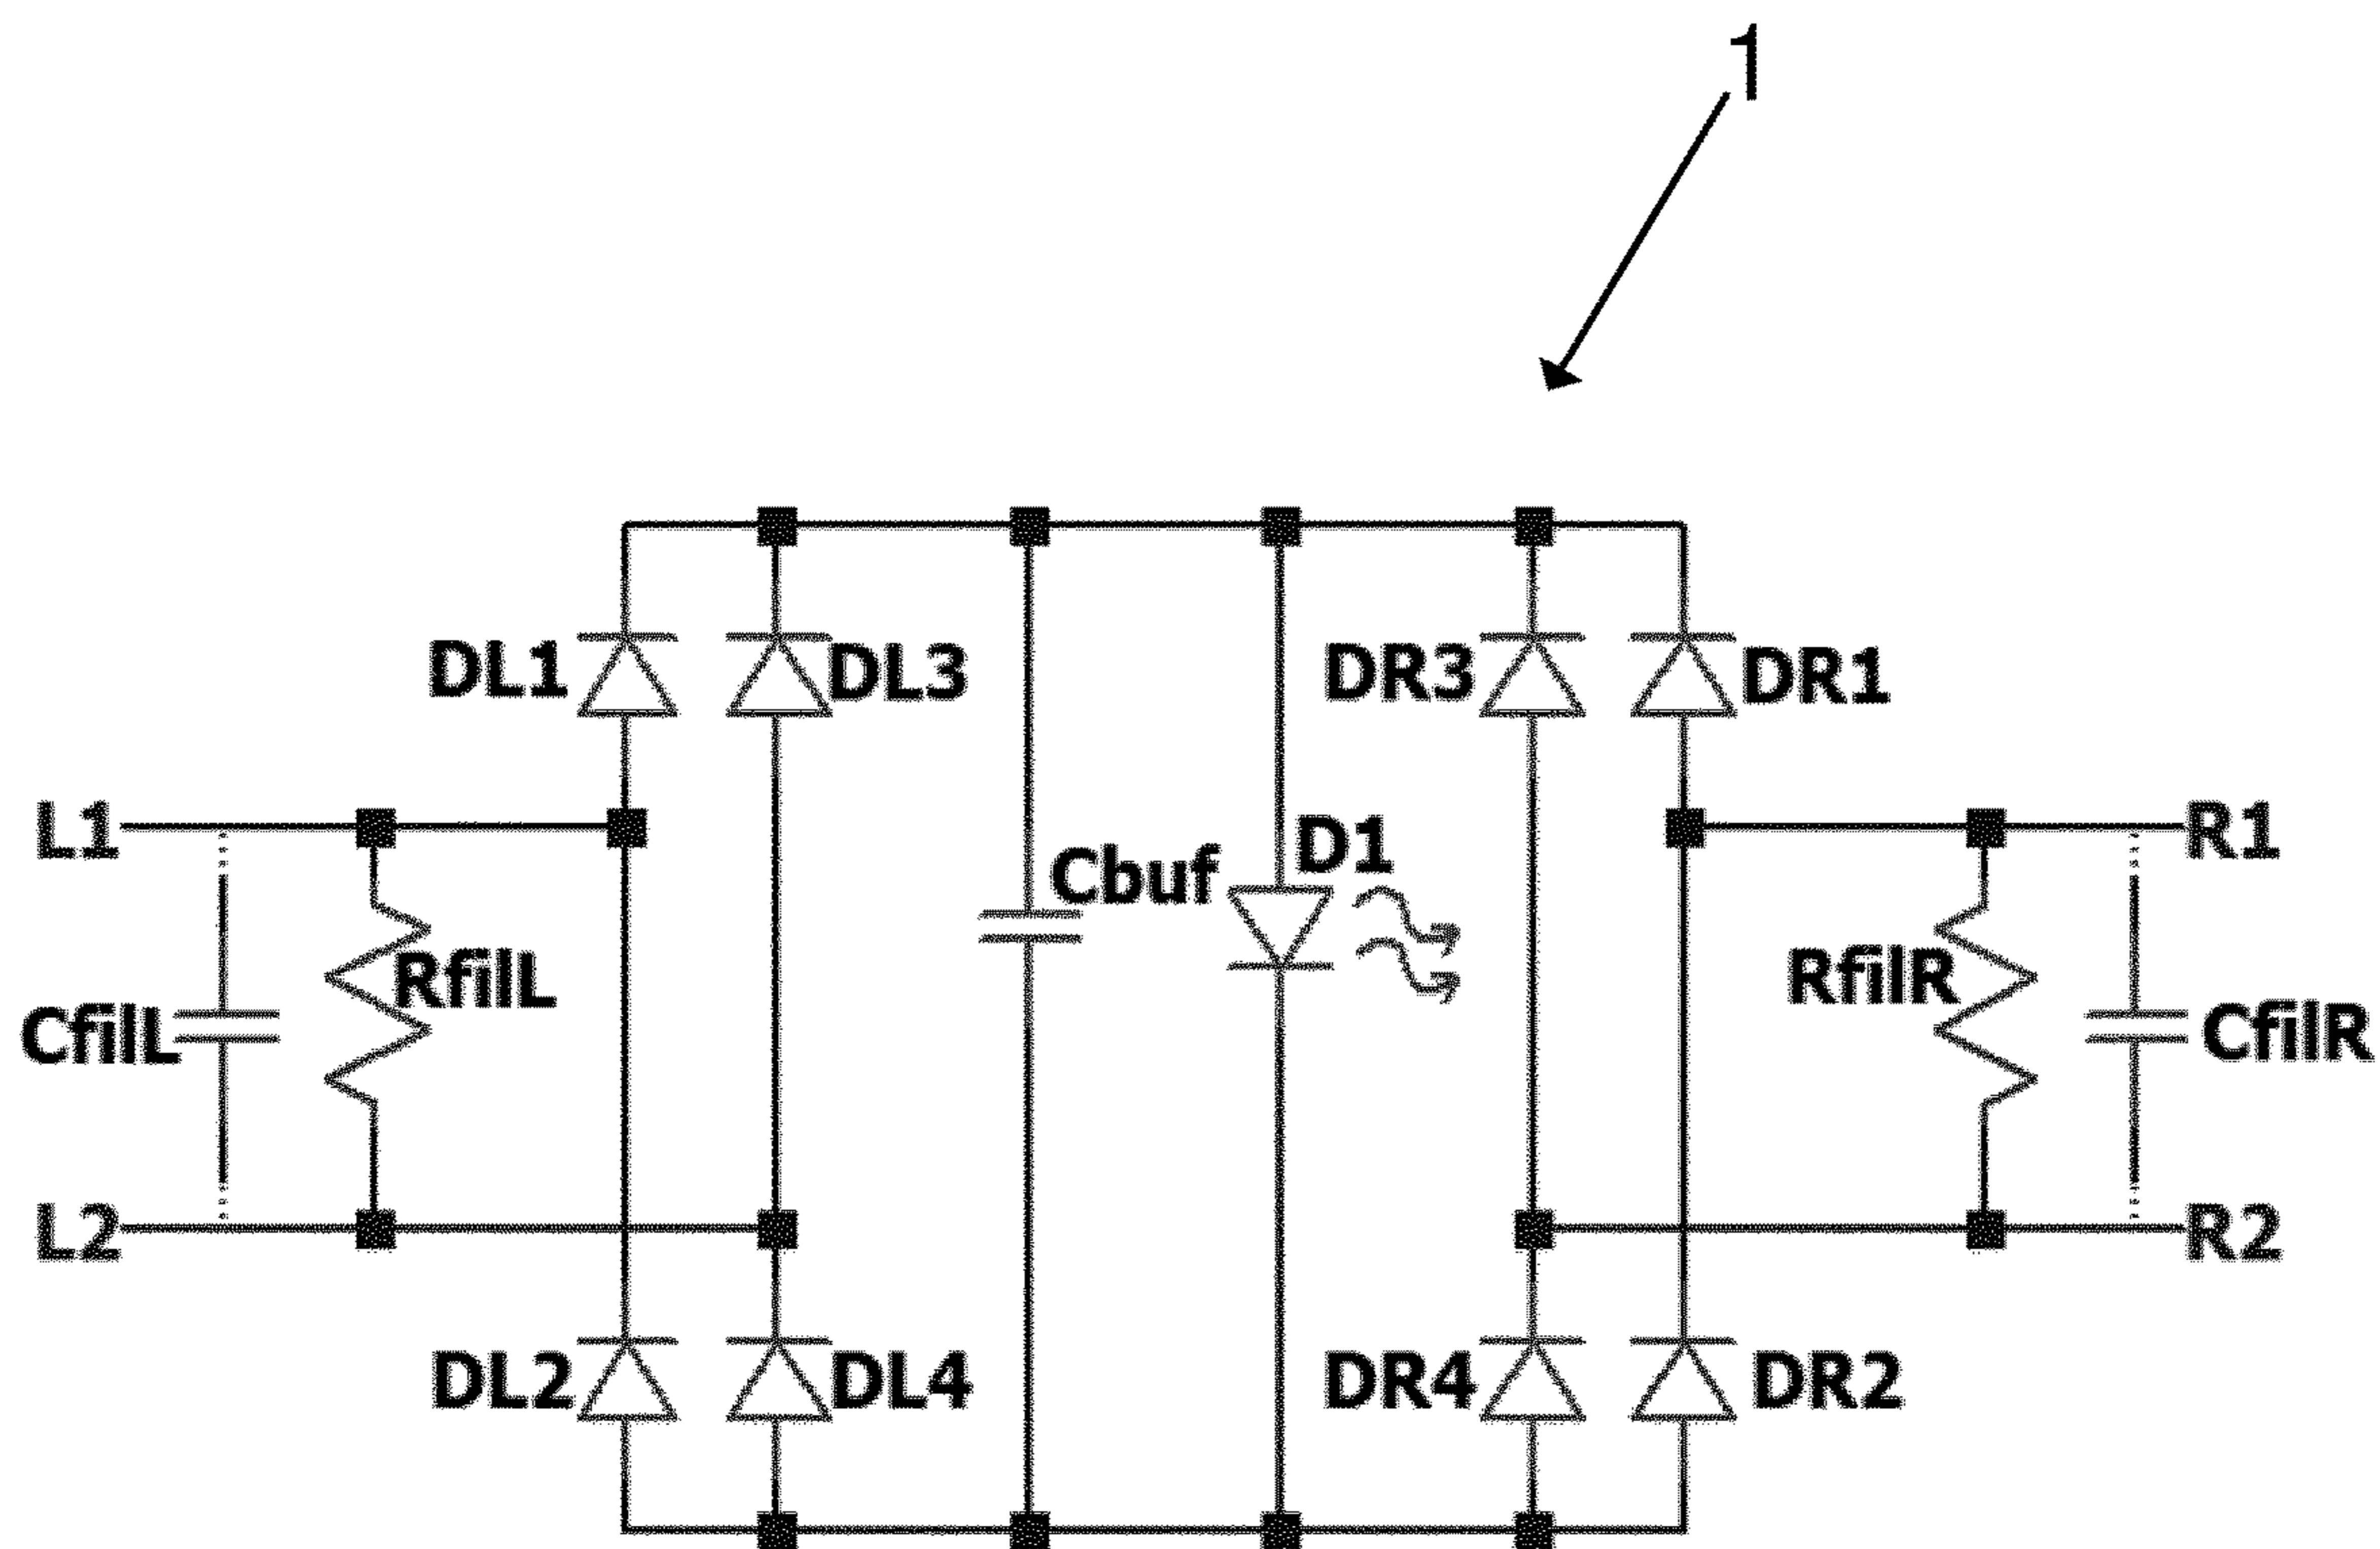 1
DL1
DL3
DR3
DR1
L1
R1
D1
Cbuf
RfilL
RfilR
CfilL
CfilR
L2
R2
DL2
DL4
DR4
DR2